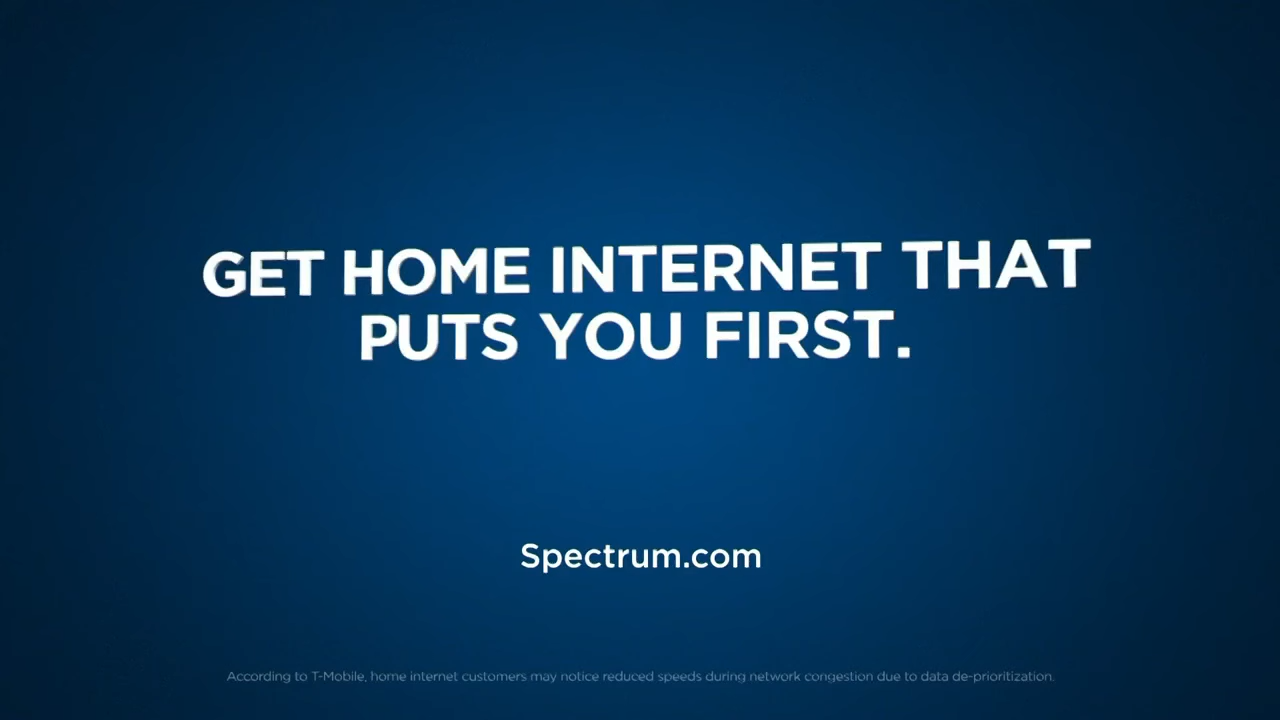 GET HOME INTERNET THAT
PUTS YOU FIRST.
Spectrum.com
According to T-Mobile, home internet customers may notice reduced speeds during network congestion due to data de-prioritization.